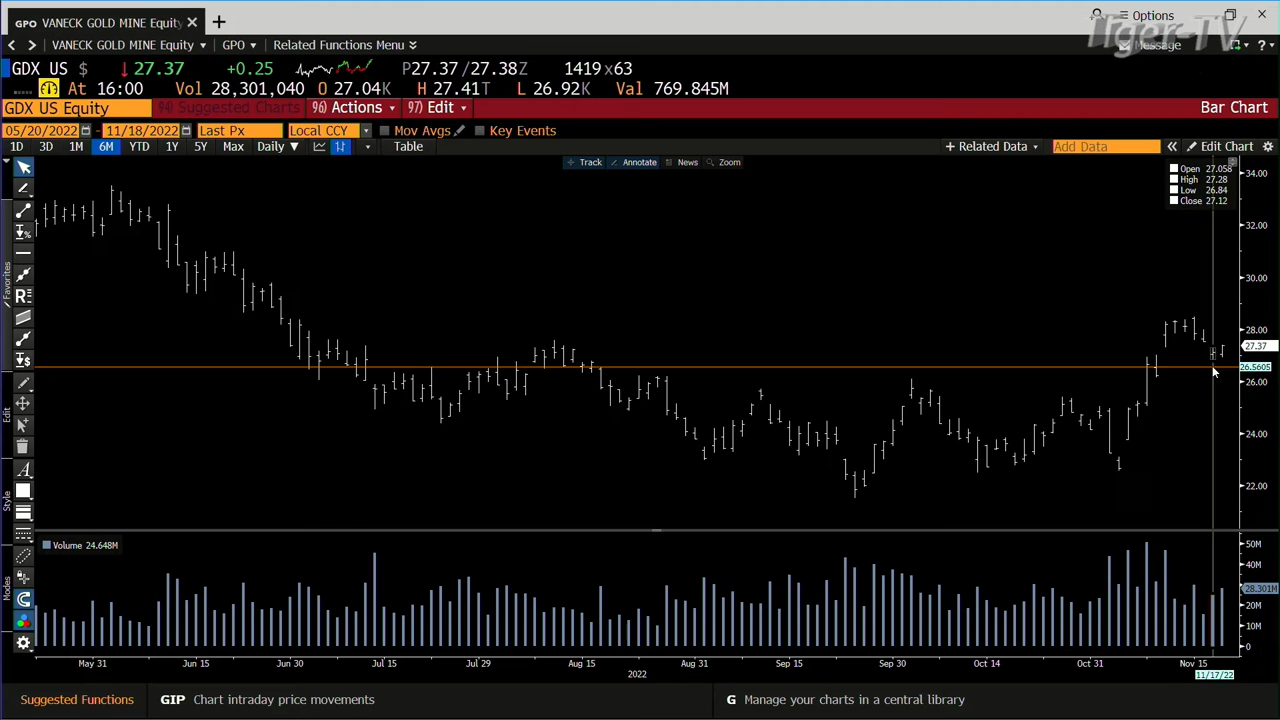 GPO VANECK GOLD MINE Equity
Options
VANECK GOLD MINE Equity GPO Related Functions Menu
Message
Tiger-TV
GDX US $ ↓27.37 +0.25 P27.37/27.38Z 1419x63
At 16:00 Vol 28,301,040 O 27.04K H 27.41T L 26.92K Val 769.845M
GDX US Equity 94) Suggested Charts 96) Actions 97) Edit Bar Chart
05/20/2022 - 11/18/2022 Last Px Local CCY Mov Avgs Key Events
1D 3D 1M 6M YTD 1Y 5Y Max Daily ▼ Table + Related Data Add Data « Edit Chart
Track Annotate News Zoom
Open 27.058
High 27.28
Low 26.84
Close 27.12
34.00
32.00
30.00
28.00
27.37
26.5605
26.00
24.00
22.00
Favorites
Edit
Style
Modes
Volume 24.648M
50M
40M
28.301M
20M
10M
0
May 31 Jun 15 Jun 30 Jul 15 Jul 29 Aug 15 Aug 31 Sep 15 Sep 30 Oct 14 Oct 31 Nov 15
2022
11/17/22
Suggested Functions GIP Chart intraday price movements G Manage your charts in a central library